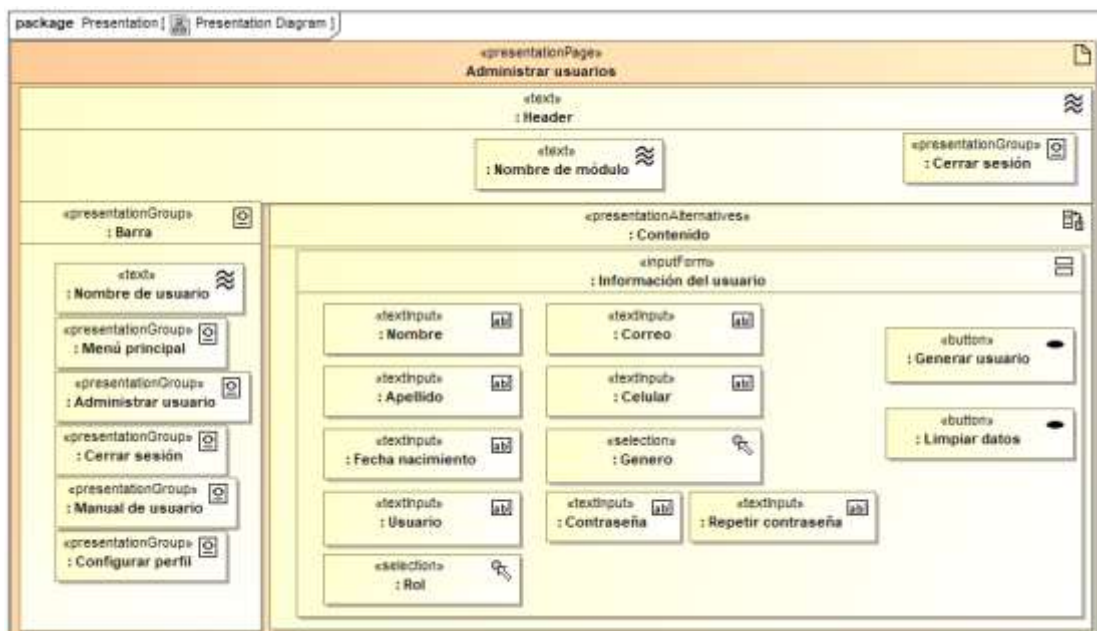 package Presentation [ Presentation Diagram ]
«presentationPage»
Administrar usuarios
«text»
: Header
«text»
: Nombre de módulo
«presentationGroup»
: Cerrar sesión
«presentationGroup»
: Barra
«text»
: Nombre de usuario
«presentationGroup»
: Menú principal
«presentationGroup»
: Administrar usuario
«presentationGroup»
: Cerrar sesión
«presentationGroup»
: Manual de usuario
«presentationGroup»
: Configurar perfil
«presentationAlternatives»
: Contenido
«inputForm»
: Información del usuario
«textInput»
: Nombre
«textInput»
: Correo
«textInput»
: Apellido
«textInput»
: Celular
«textInput»
: Fecha nacimiento
«selection»
: Genero
«textInput»
: Usuario
«textInput»
: Contraseña
«textInput»
: Repetir contraseña
«selection»
: Rol
«button»
: Generar usuario
«button»
: Limpiar datos